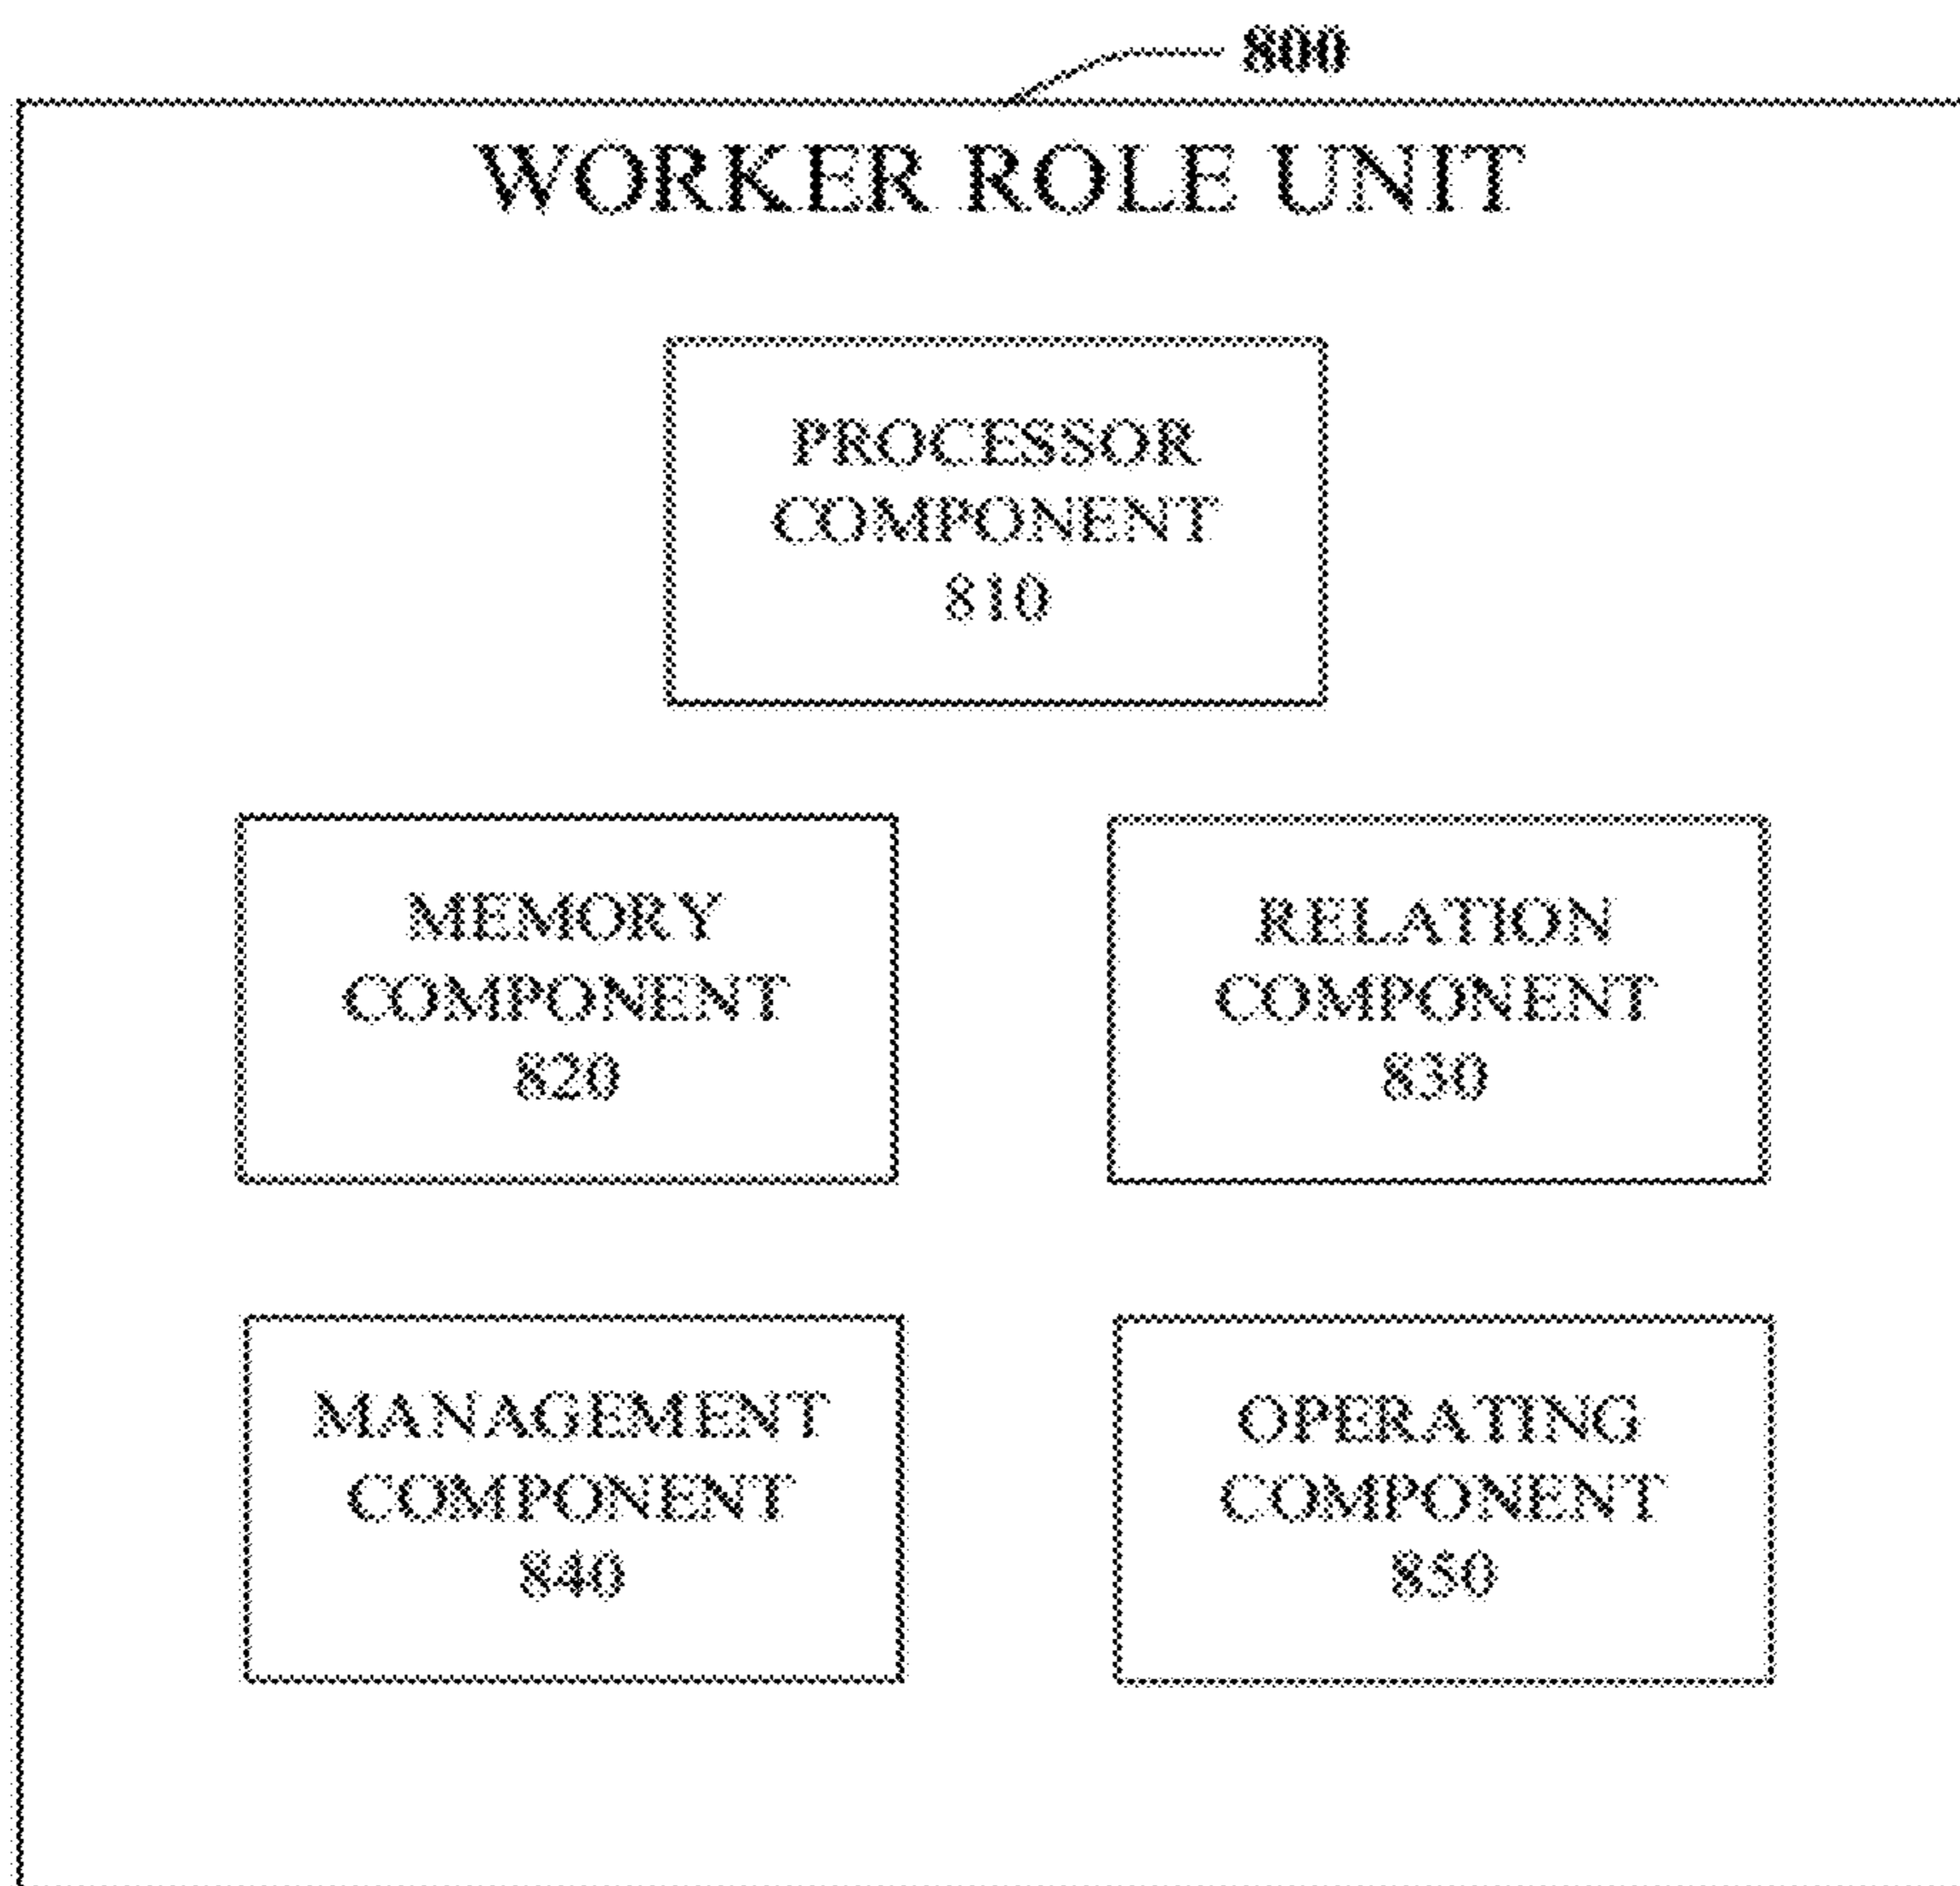 800
WORKER ROLE UNIT
PROCESSOR
COMPONENT
810
MEMORY
COMPONENT
820
RELATION
COMPONENT
830
MANAGEMENT
COMPONENT
840
OPERATING
COMPONENT
850